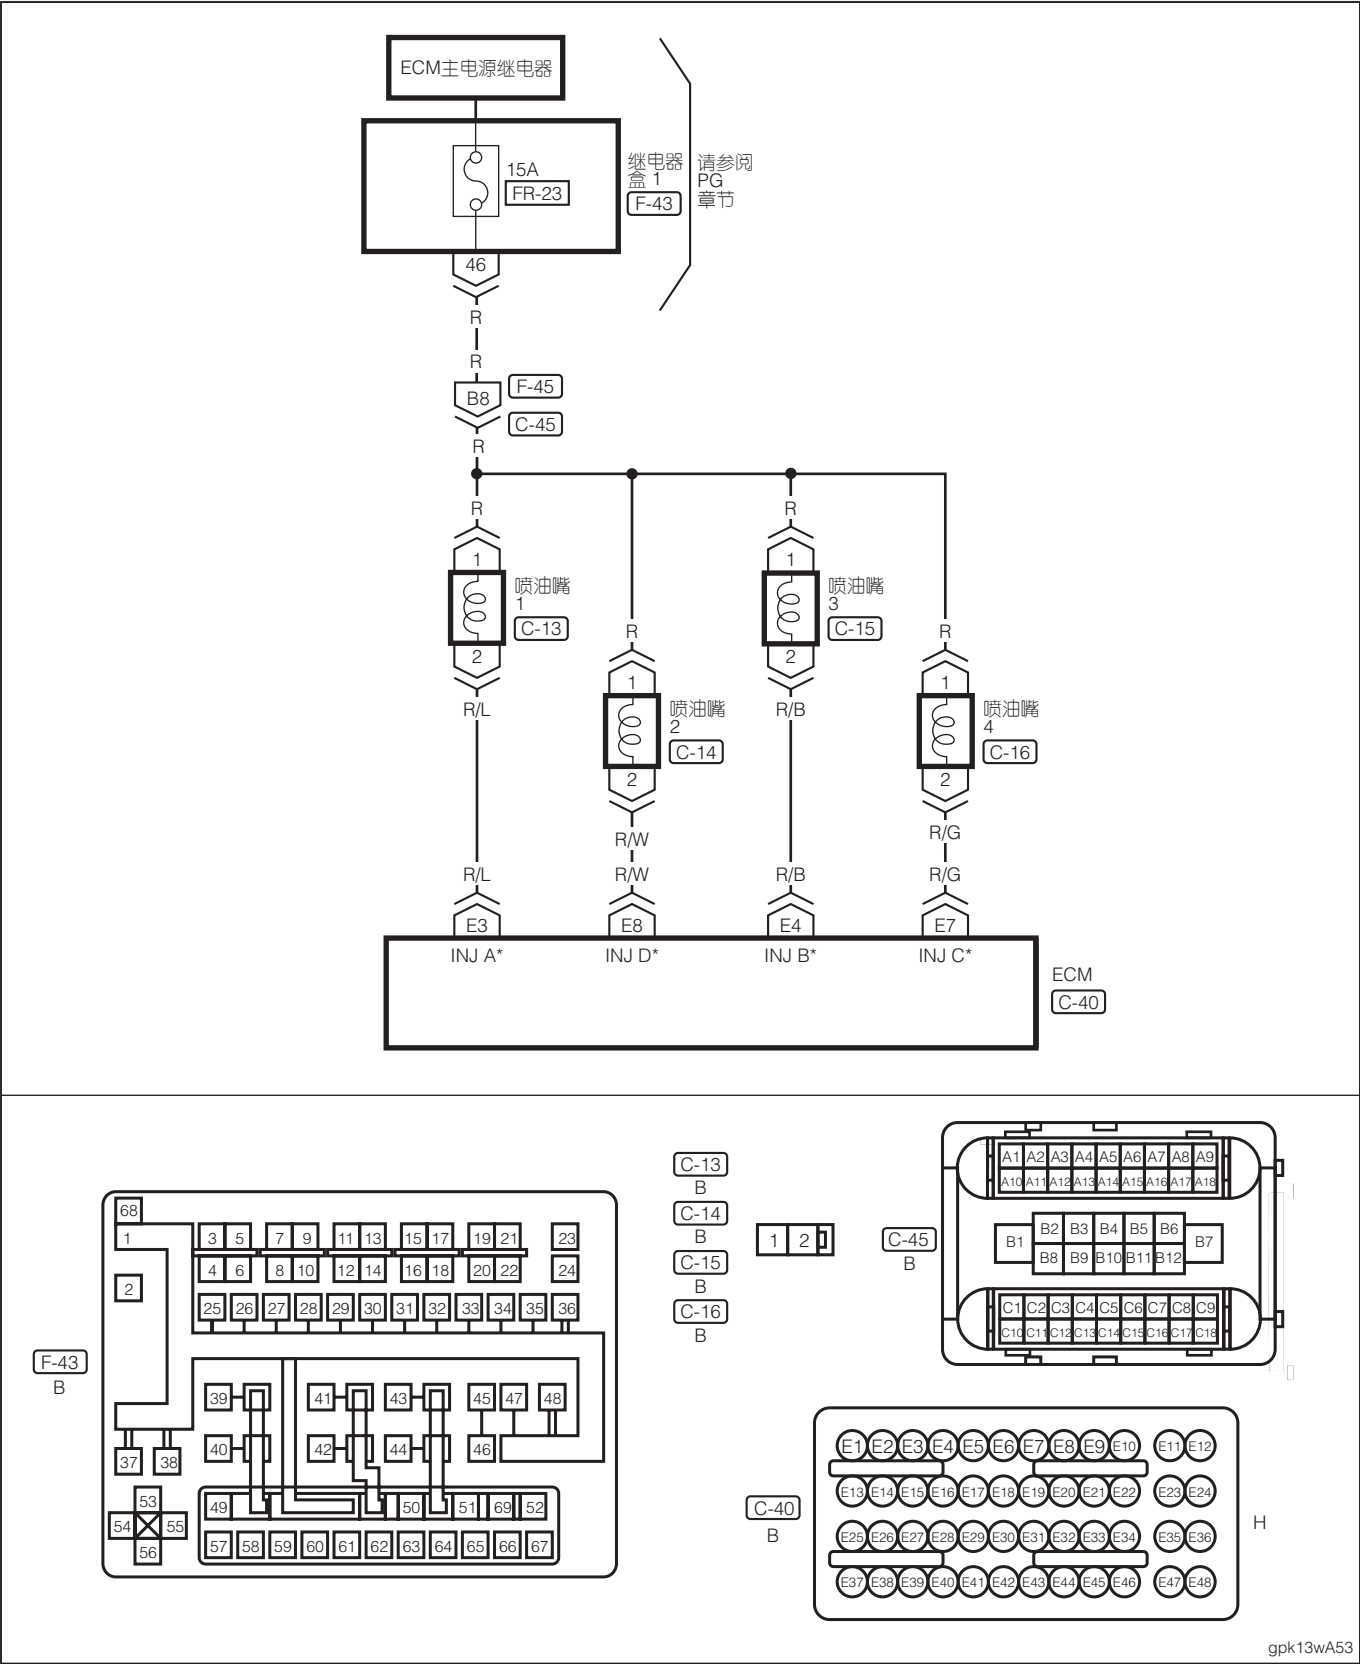 ECM主电源继电器
15A
FR-23
继电器
盒 1
F-43
请参阅
PG
章节
46
R
R
B8
F-45
C-45
R
R
R
1
1
喷油嘴
1
C-13
喷油嘴
3
C-15
2
2
R
R
1
1
R/L
R/B
喷油嘴
2
C-14
喷油嘴
4
C-16
2
2
R/W
R/G
R/L
R/W
R/B
R/G
E3
E8
E4
E7
INJ A*
INJ D*
INJ B*
INJ C*
ECM
C-40
F-43
B
68
1
2
3 5 7 9 11 13 15 17 19 21 23
4 6 8 10 12 14 16 18 20 22 24
25 26 27 28 29 30 31 32 33 34 35 36
39 41 43 45 47 48
40 42 44 46
37 38
49 50 51 69 52
53
54 55
56
57 58 59 60 61 62 63 64 65 66 67
C-13
B
C-14
B
C-15
B
C-16
B
1 2
C-45
B
A1 A2 A3 A4 A5 A6 A7 A8 A9
A10 A11 A12 A13 A14 A15 A16 A17 A18
B1 B2 B3 B4 B5 B6 B7
B8 B9 B10 B11 B12
C1 C2 C3 C4 C5 C6 C7 C8 C9
C10 C11 C12 C13 C14 C15 C16 C17 C18
C-40
B
E1 E2 E3 E4 E5 E6 E7 E8 E9 E10 E11 E12
E13 E14 E15 E16 E17 E18 E19 E20 E21 E22 E23 E24
E25 E26 E27 E28 E29 E30 E31 E32 E33 E34 E35 E36
E37 E38 E39 E40 E41 E42 E43 E44 E45 E46 E47 E48
H
gpk13wA53